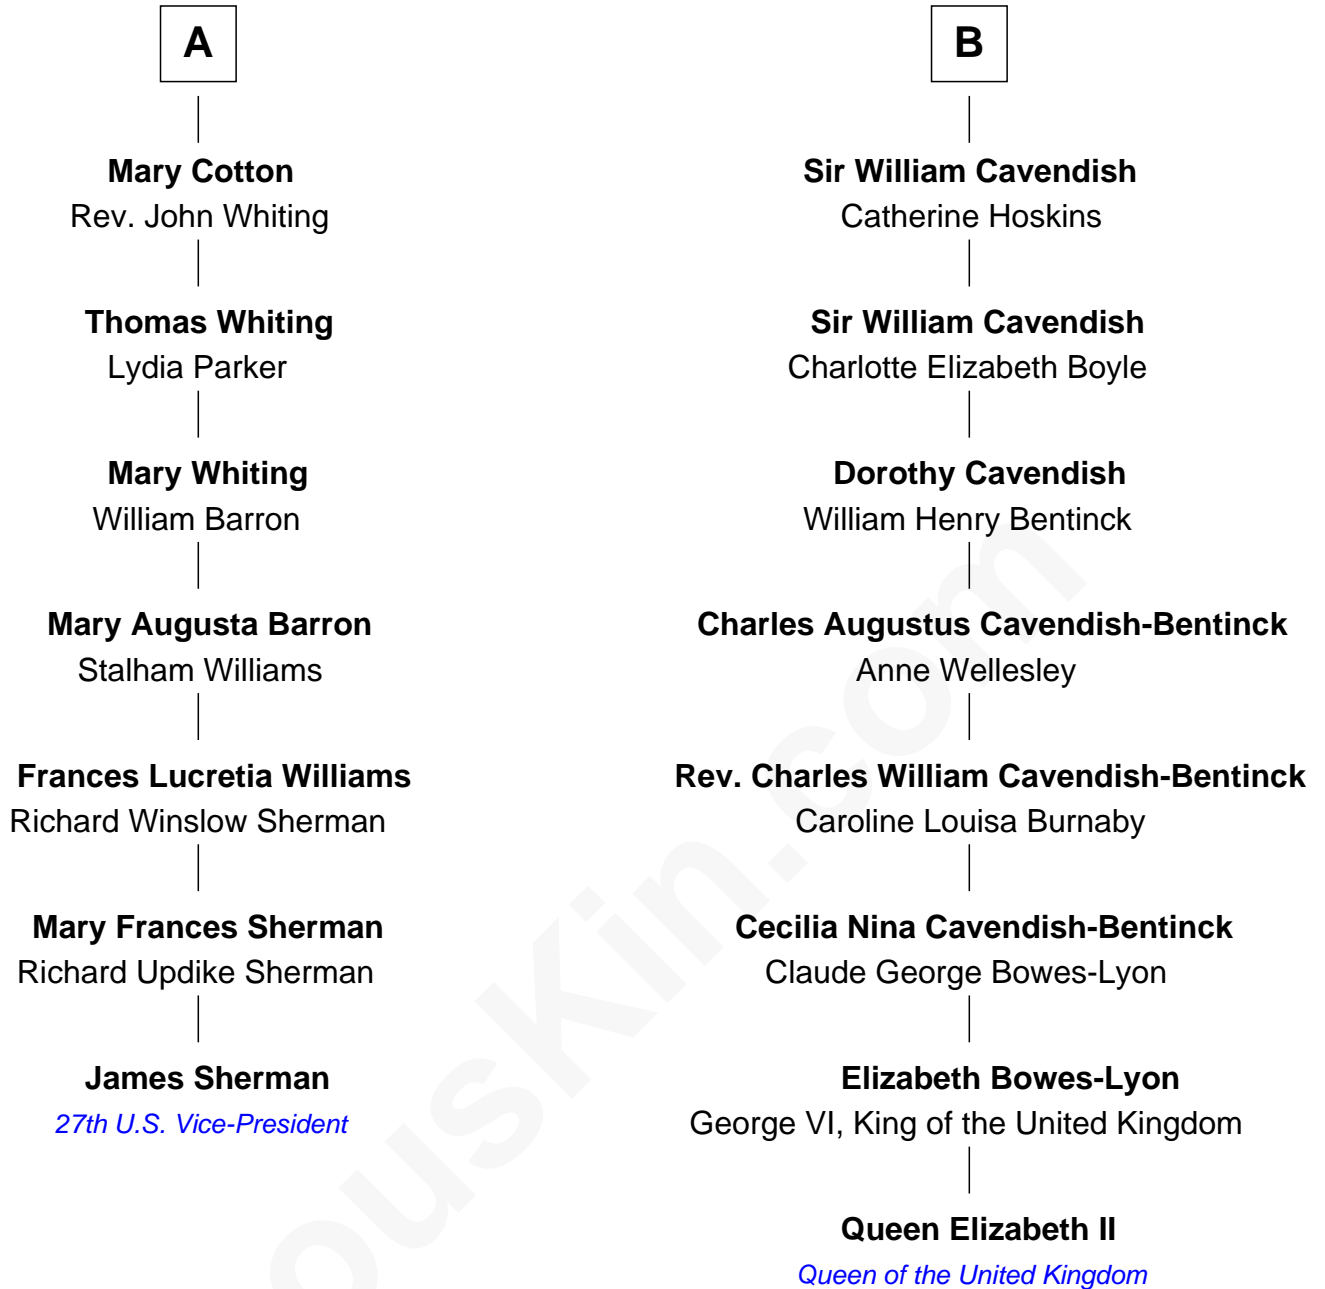 A
Mary Cotton
Rev. John Whiting
Thomas Whiting
Lydia Parker
Mary Whiting
William Barron
Mary Augusta Barron
Stalham Williams
Frances Lucretia Williams
Richard Winslow Sherman
Mary Frances Sherman
Richard Updike Sherman
James Sherman
27th U.S. Vice-President
B
Sir William Cavendish
Catherine Hoskins
Sir William Cavendish
Charlotte Elizabeth Boyle
Dorothy Cavendish
William Henry Bentinck
Charles Augustus Cavendish-Bentinck
Anne Wellesley
Rev. Charles William Cavendish-Bentinck
Caroline Louisa Burnaby
Cecilia Nina Cavendish-Bentinck
Claude George Bowes-Lyon
Elizabeth Bowes-Lyon
George VI, King of the United Kingdom
Queen Elizabeth II
Queen of the United Kingdom
ousKin.com